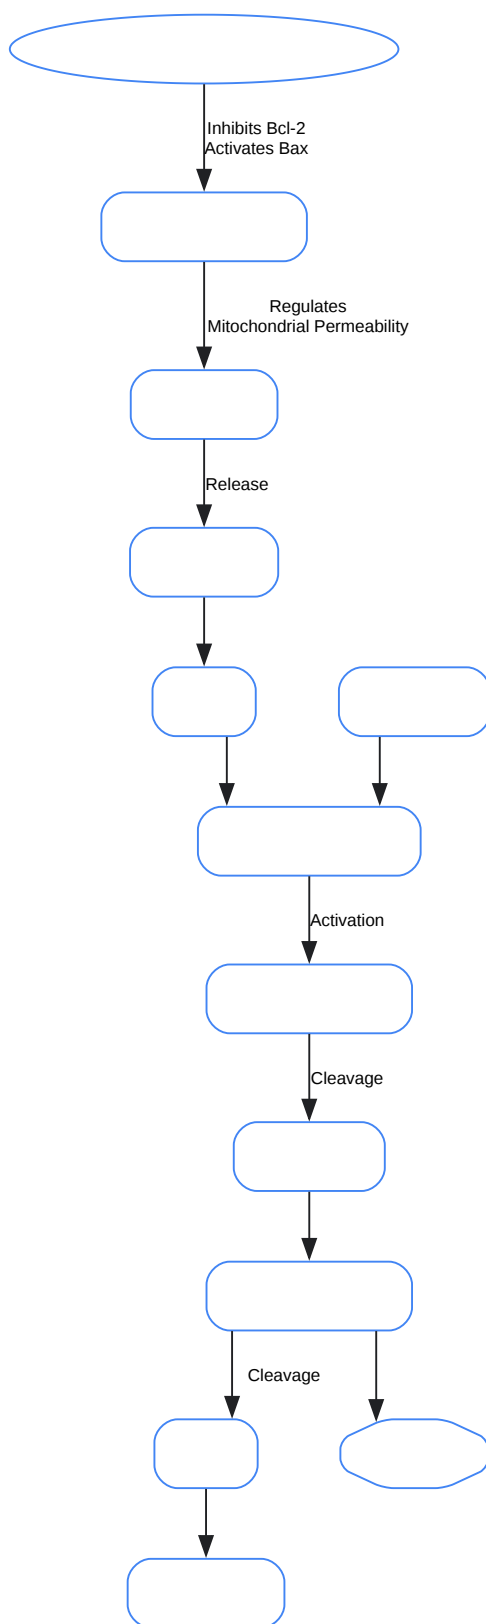 Inhibits Bcl-2
Activates Bax
Regulates
Mitochondrial Permeability
Release
Activation
Cleavage
Cleavage